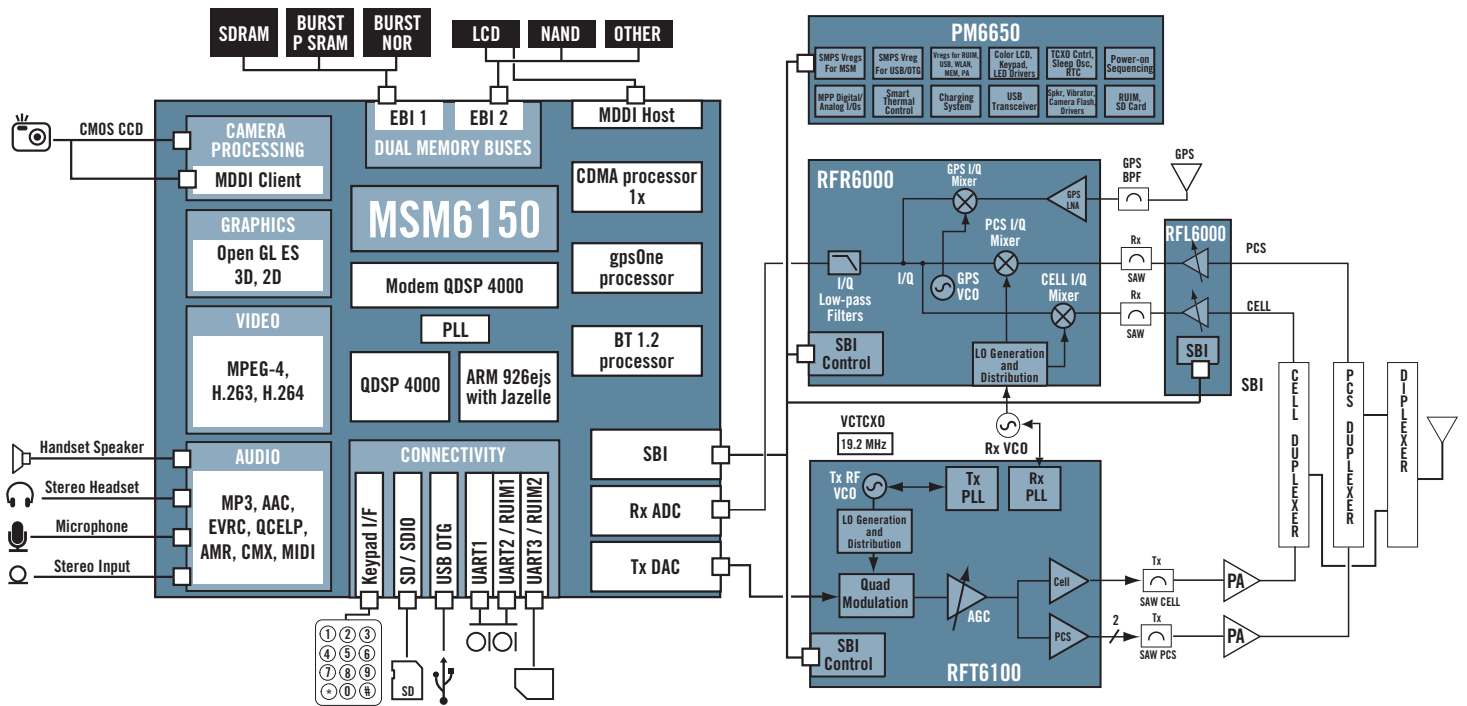 SDRAM
BURST
P SRAM
BURST
NOR
LCD
NAND
OTHER
CMOS CCD
CAMERA
PROCESSING
MDDI Client
EBI 1
EBI 2
DUAL MEMORY BUSES
MDDI Host
GRAPHICS
Open GL ES
3D, 2D
MSM6150
CDMA processor
1x
Modem QDSP 4000
gpsOne
processor
VIDEO
MPEG-4,
H.263, H.264
PLL
QDSP 4000
ARM 926ejs
with Jazelle
BT 1.2
processor
Handset Speaker
Stereo Headset
Microphone
Stereo Input
AUDIO
MP3, AAC,
EVRC, QCELP,
AMR, CMX, MIDI
CONNECTIVITY
Keypad I/F
SD / SDIO
USB OTG
UART1
UART2 / RUIM1
UART3 / RUIM2
SBI
Rx ADC
Tx DAC
1 2 3
4 5 6
7 8 9
* 0 #
SD
PM6650
SMPS Vregs
For MSM
SMPS Vreg
For USB/OTG
Vregs for RUIM,
USB, WLAN,
MEM, PA
Color LCD,
Keypad,
LED Drivers
TCXO Cntrl,
Sleep Osc,
RTC
Power-on
Sequencing
MPP Digital/
Analog I/Os
Smart
Thermal
Control
Charging
System
USB
Transceiver
Spkr, Vibrator,
Camera Flash,
Drivers
RUIM,
SD Card
RFR6000
GPS I/Q
Mixer
GPS
LNA
GPS
BPF
GPS
PCS I/Q
Mixer
I/Q
Low-pass
Filters
I/Q
GPS
VCO
CELL I/Q
Mixer
SBI
Control
LO Generation
and
Distribution
Rx
SAW
Rx
SAW
RFL6000
SBI
PCS
CELL
SBI
VCTCXO
19.2 MHz
Rx VCO
Tx RF
VCO
Tx
PLL
Rx
PLL
LO Generation
and
Distribution
Quad
Modulation
AGC
Cell
PCS
SBI
Control
RFT6100
2
Tx
SAW CELL
Tx
SAW PCS
PA
PA
CELL DUPLEXER
PCS DUPLEXER
DIPLEXER